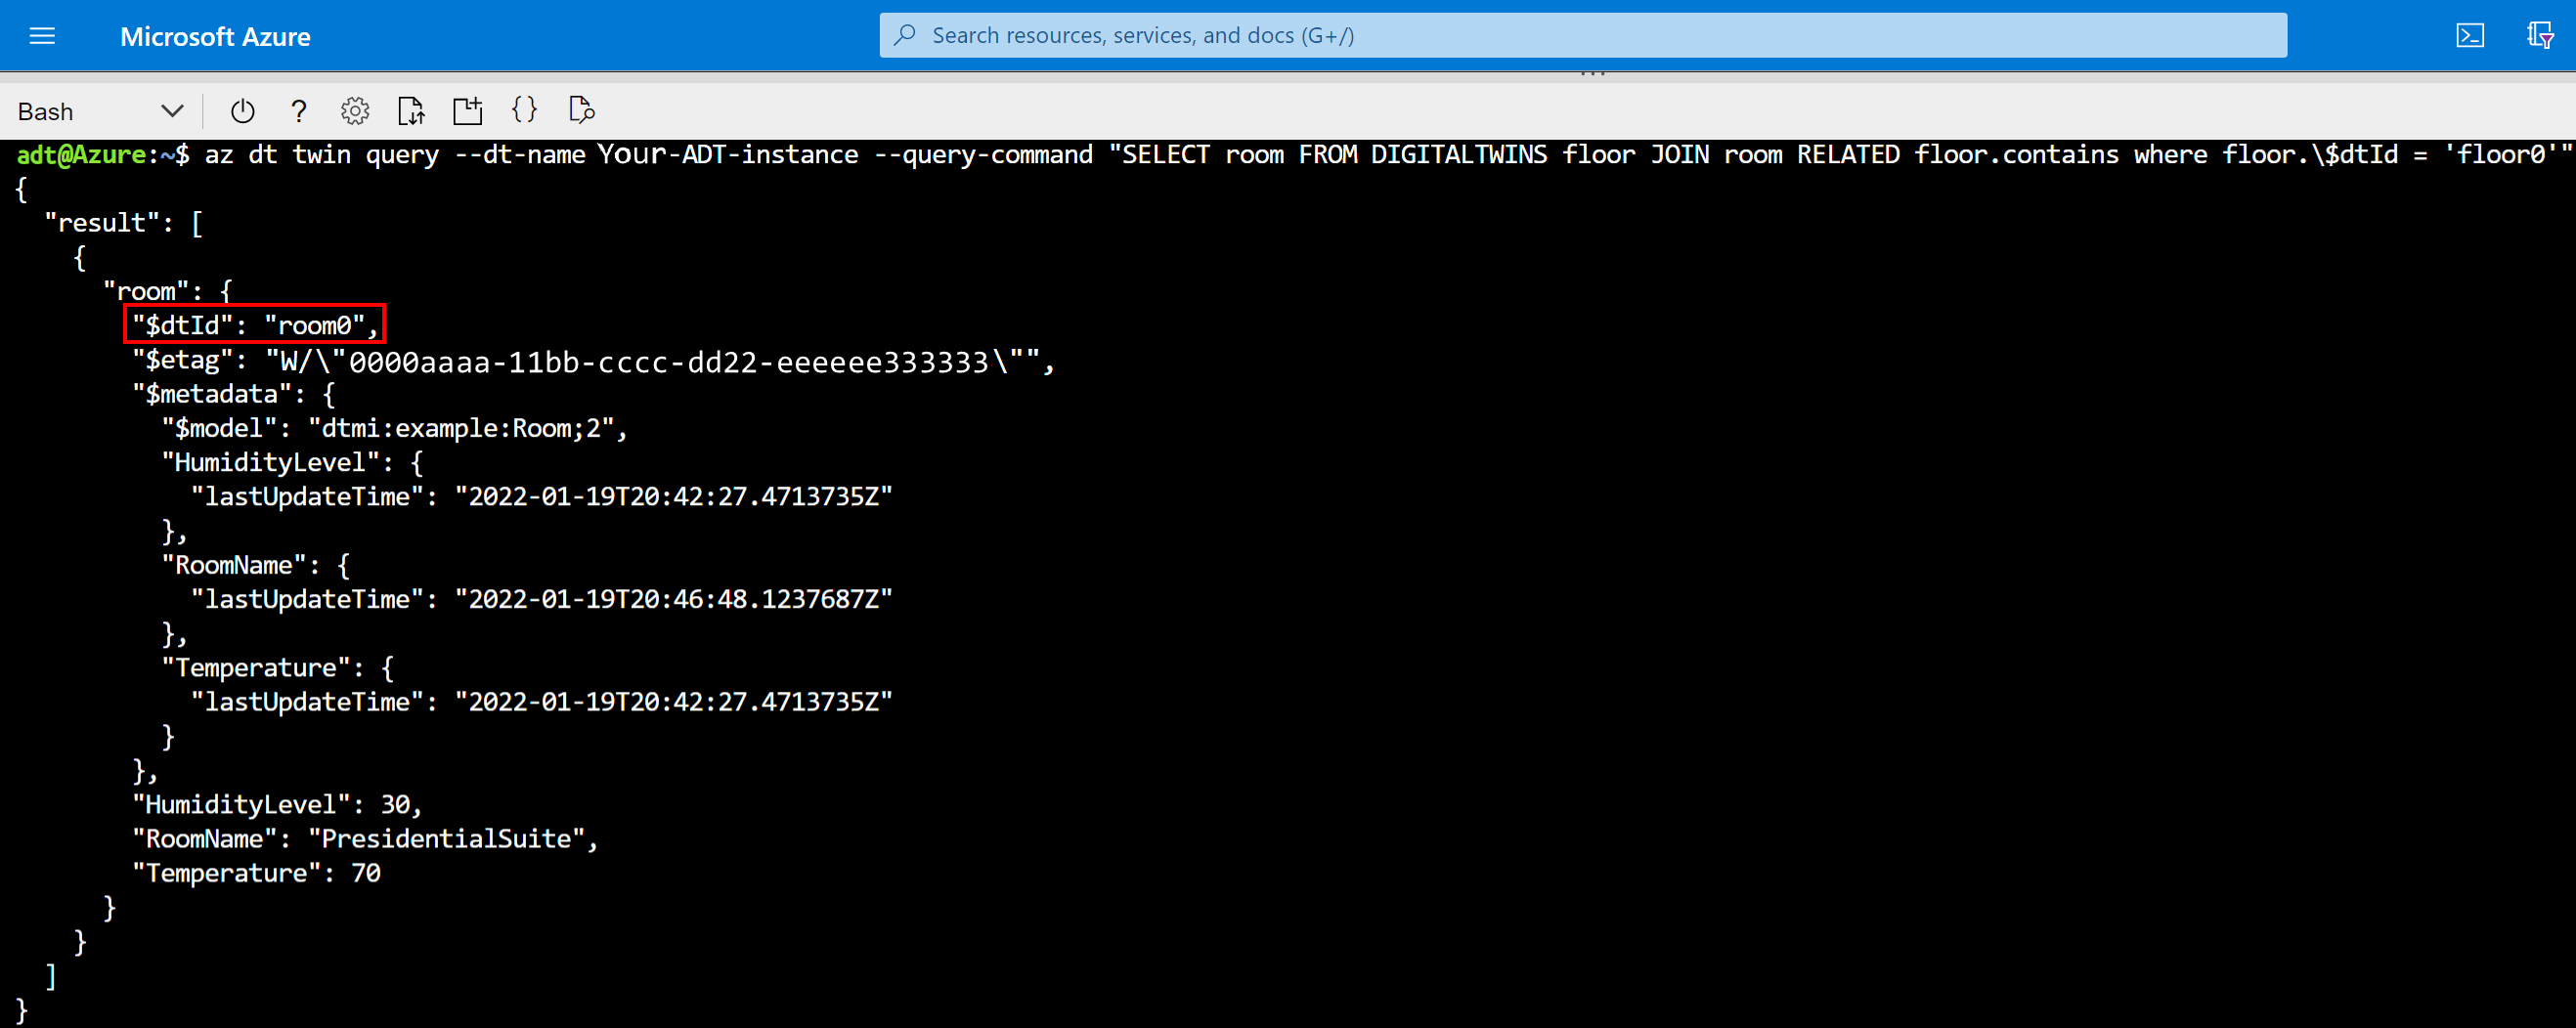 Microsoft Azure
Search resources, services, and docs (G+/)
Bash
adt@Azure:~$ az dt twin query --dt-name Your-ADT-instance --query-command "SELECT room FROM DIGITALTWINS floor JOIN room RELATED floor.contains where floor.\$dtId = 'floor0'"
{
  "result": [
    {
      "room": {
        "$dtId": "room0",
        "$etag": "W/\"0000aaaa-11bb-cccc-dd22-eeeeee333333\"",
        "$metadata": {
          "$model": "dtmi:example:Room;2",
          "HumidityLevel": {
            "lastUpdateTime": "2022-01-19T20:42:27.4713735Z"
          },
          "RoomName": {
            "lastUpdateTime": "2022-01-19T20:46:48.1237687Z"
          },
          "Temperature": {
            "lastUpdateTime": "2022-01-19T20:42:27.4713735Z"
          }
        },
        "HumidityLevel": 30,
        "RoomName": "PresidentialSuite",
        "Temperature": 70
      }
    }
  ]
}